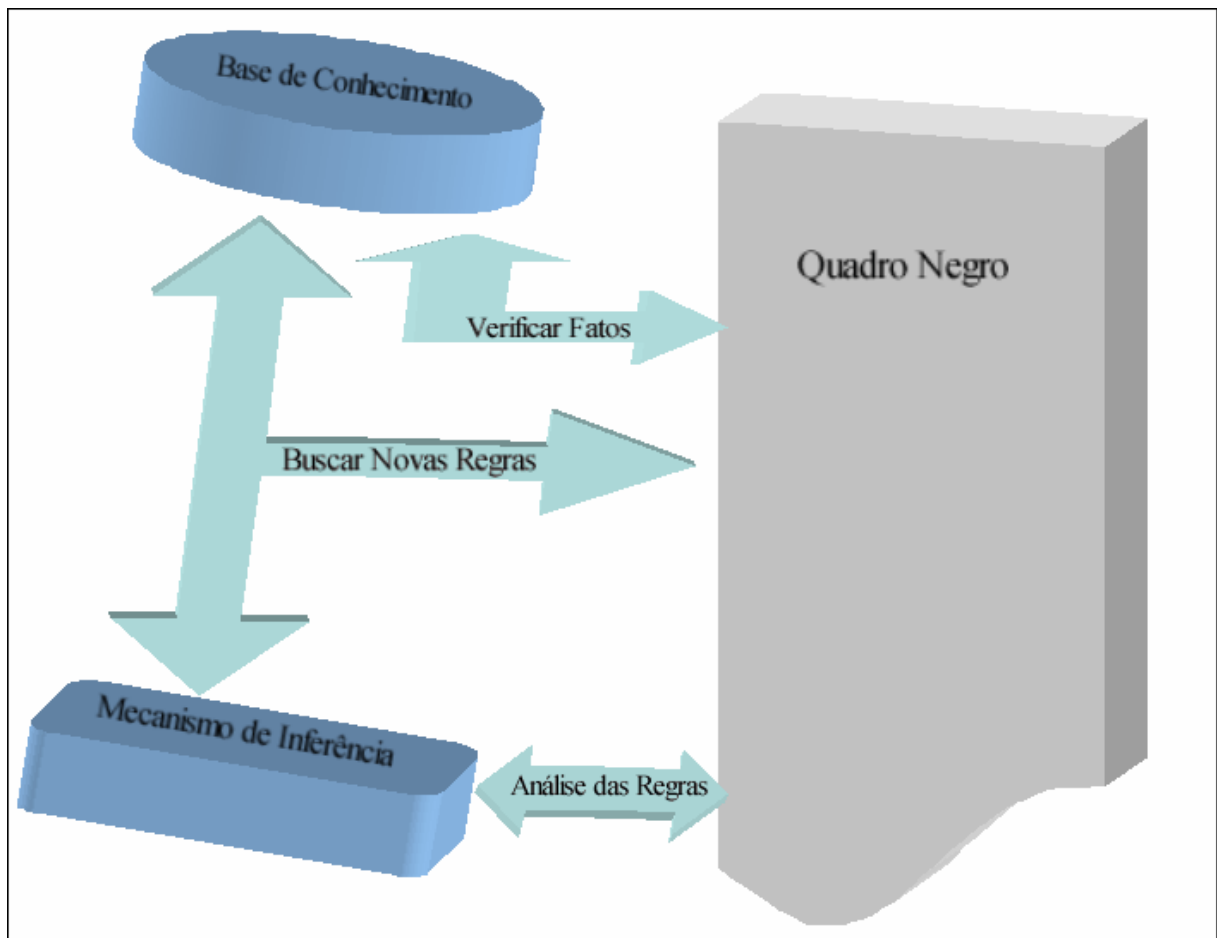 Base de Conhecimento
Quadro Negro
Verificar Fatos
Buscar Novas Regras
Mecanismo de Inferência
Análise das Regras